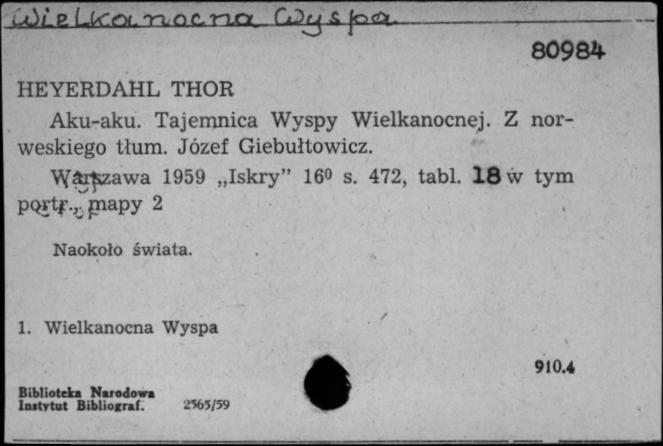 Wielkanocna Wyspa
80984
HEYERDAHL THOR
Aku-aku. Tajemnica Wyspy Wielkanocnej. Z nor-
weskiego tłum. Józef Giebułtowicz.
Warszawa 1959 „Iskry” 16⁰ s. 472, tabl. 18 w tym
portr., mapy 2
Naokoło świata.
1. Wielkanocna Wyspa
910.4
Biblioteka Narodowa
Instytut Bibliograf. 2565/59